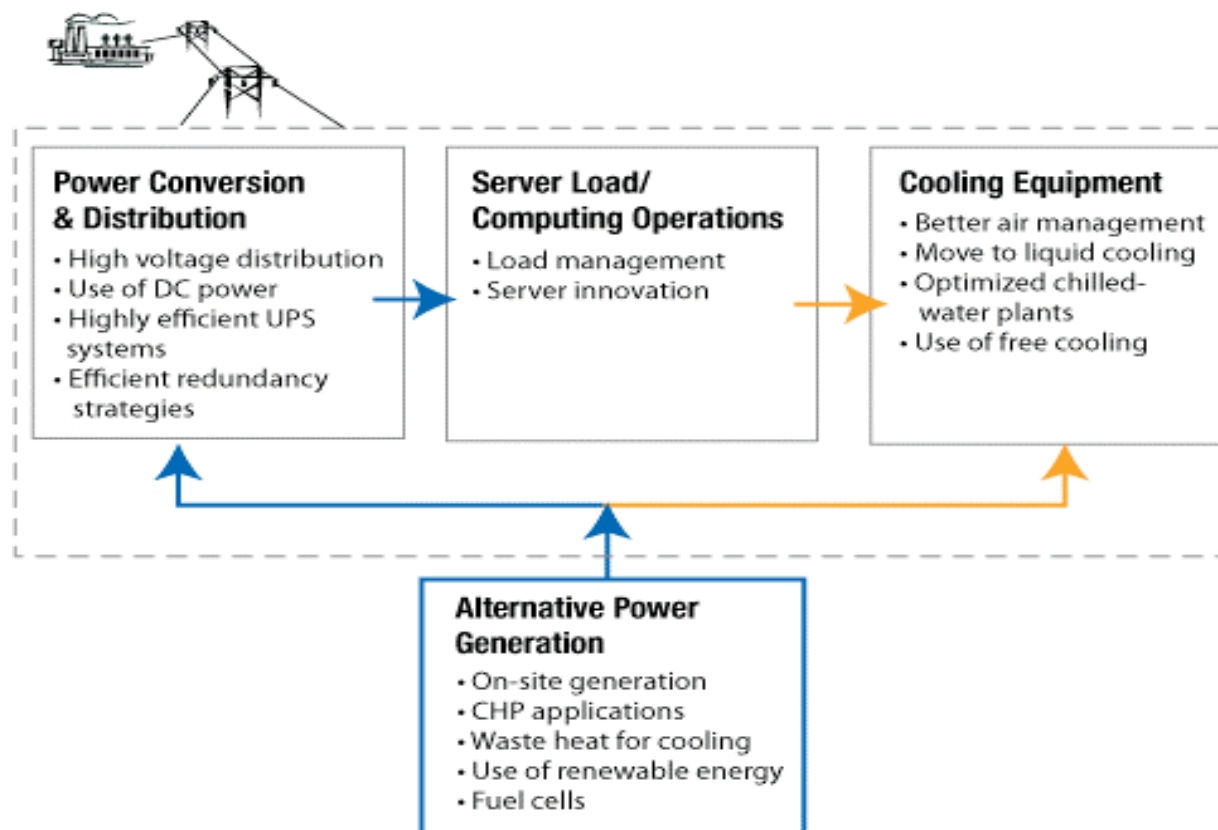 Power Conversion
& Distribution
• High voltage distribution
• Use of DC power
• Highly efficient UPS
systems
• Efficient redundancy
strategies
Server Load/
Computing Operations
• Load management
• Server innovation
Cooling Equipment
• Better air management
• Move to liquid cooling
• Optimized chilled-
water plants
• Use of free cooling
Alternative Power
Generation
• On-site generation
• CHP applications
• Waste heat for cooling
• Use of renewable energy
• Fuel cells